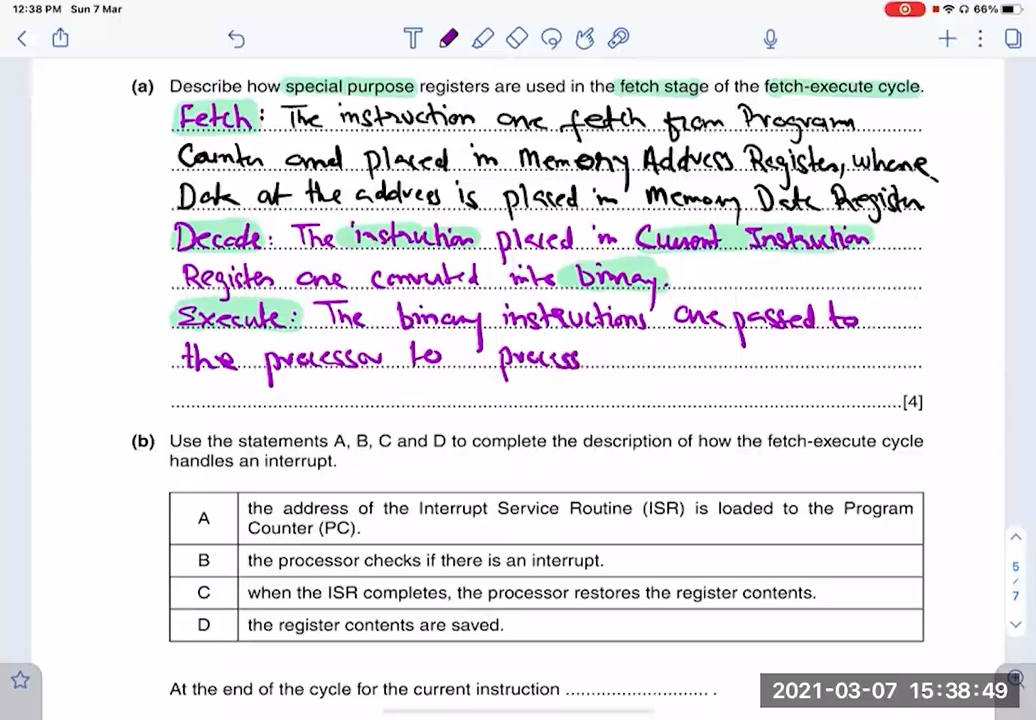 12:38 PM Sun 7 Mar 66%
(a) Describe how special purpose registers are used in the fetch stage of the fetch-execute cycle.
Fetch: The instruction are fetch from Program
Counter and placed in Memory Address Register, where
Data at the address is placed in Memory Data Register
Decode: The instruction placed in Current Instruction
Register are converted into binary.
Execute: The binary instructions are passed to
the processor to process
[4]
(b) Use the statements A, B, C and D to complete the description of how the fetch-execute cycle
handles an interrupt.
A the address of the Interrupt Service Routine (ISR) is loaded to the Program
Counter (PC).
B the processor checks if there is an interrupt.
C when the ISR completes, the processor restores the register contents.
D the register contents are saved.
5
/
7
At the end of the cycle for the current instruction ............................ .
2021-03-07 15:38:49